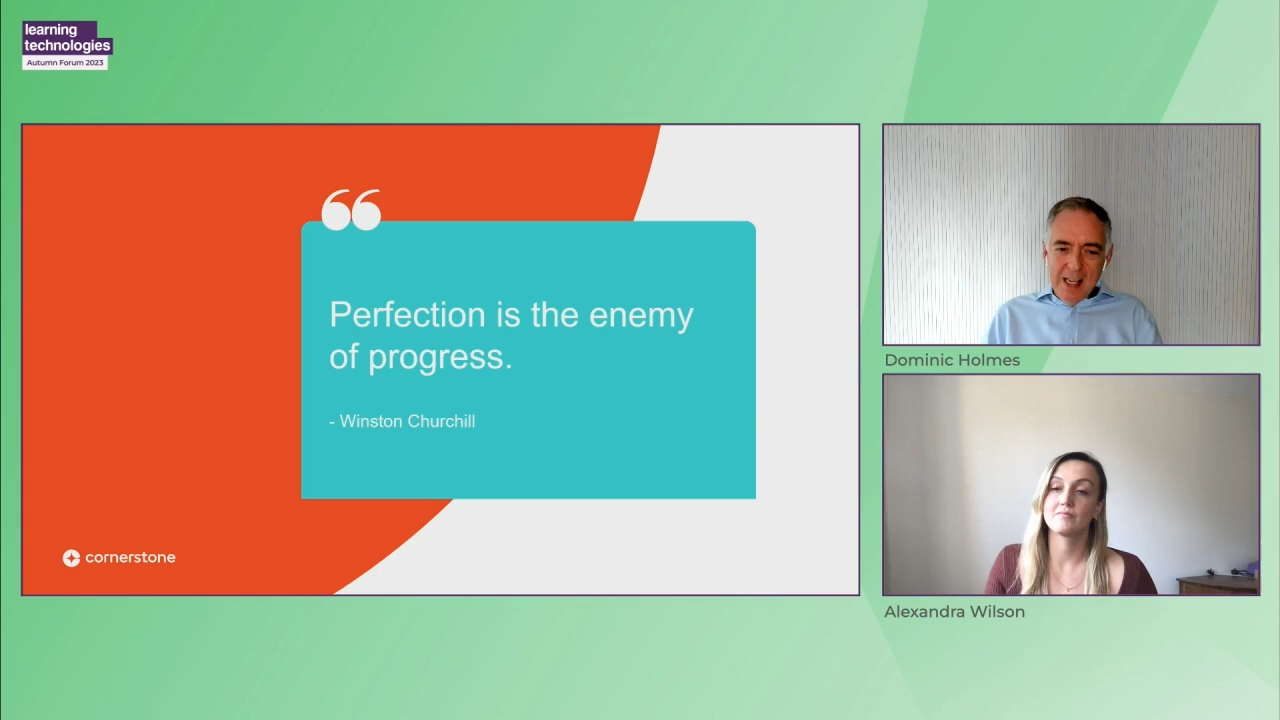 learning
technologies
Autumn Forum 2023
Perfection is the enemy
of progress.
- Winston Churchill
cornerstone
Dominic Holmes
Alexandra Wilson